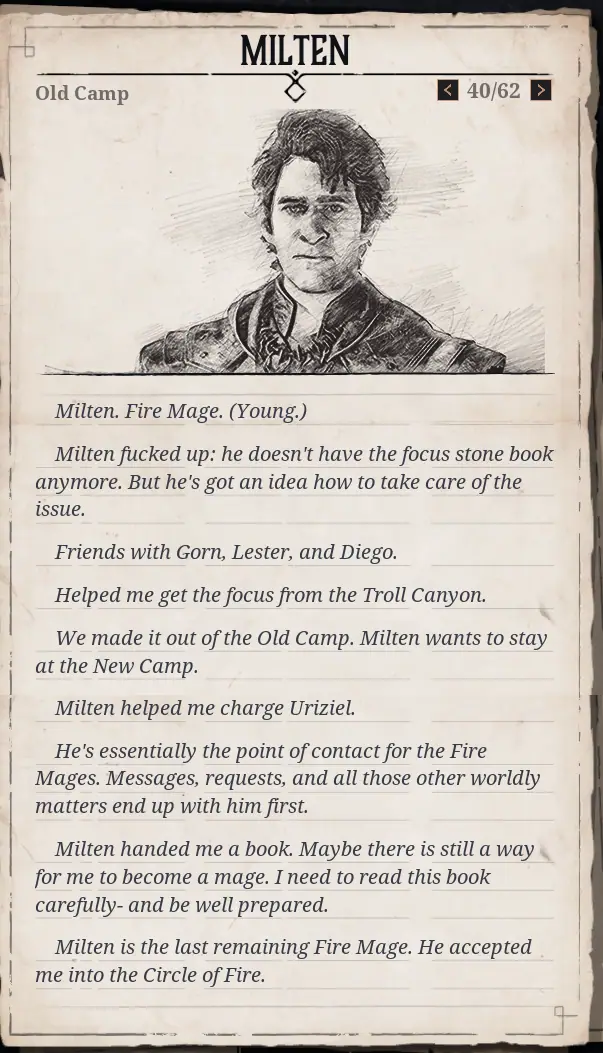 MILTEN
Old Camp
40/62
Milten. Fire Mage. (Young.)
Milten fucked up: he doesn't have the focus stone book
anymore. But he's got an idea how to take care of the
issue.
Friends with Gorn, Lester, and Diego.
Helped me get the focus from the Troll Canyon.
We made it out of the Old Camp. Milten wants to stay
at the New Camp.
Milten helped me charge Uriziel.
He's essentially the point of contact for the Fire
Mages. Messages, requests, and all those other worldly
matters end up with him first.
Milten handed me a book. Maybe there is still a way
for me to become a mage. I need to read this book
carefully- and be well prepared.
Milten is the last remaining Fire Mage. He accepted
me into the Circle of Fire.